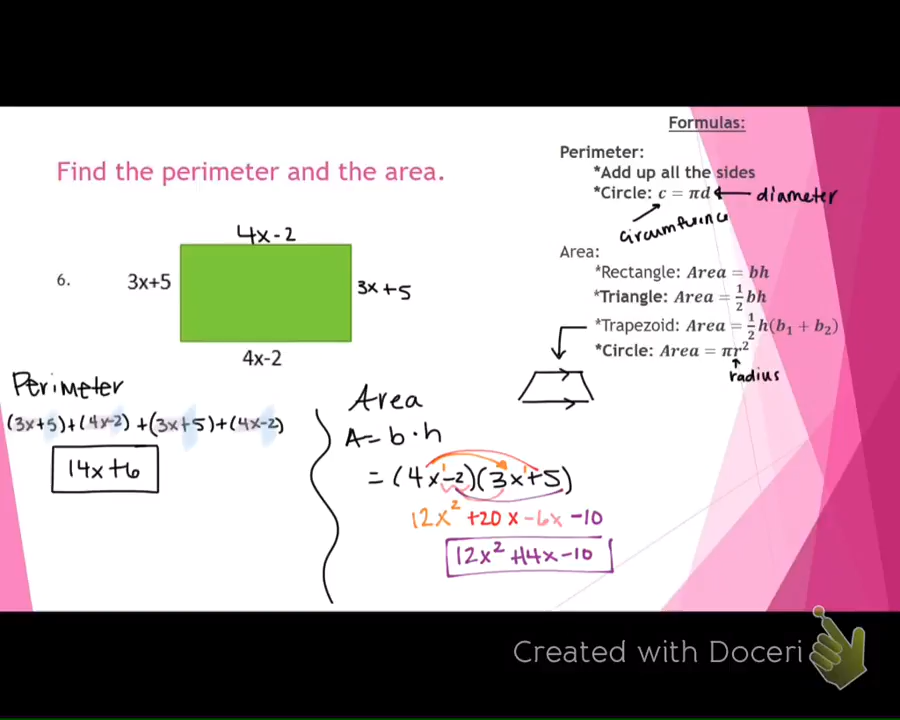 Find the perimeter and the area.
6.
4x-2
3x+5
3x+5
4x-2
Perimeter
(3x+5)+(4x-2)+(3x+5)+(4x-2)
14x+6
Area
A=b·h
=(4x-2)(3x+5)
12x² +20x -6x -10
12x² +14x -10
Formulas:
Perimeter:
*Add up all the sides
*Circle: c = πd ← diameter
circumference
Area:
*Rectangle: Area = bh
*Triangle: Area = ½bh
*Trapezoid: Area = ½h(b₁ + b₂)
*Circle: Area = πr²
radius
Created with Doceri